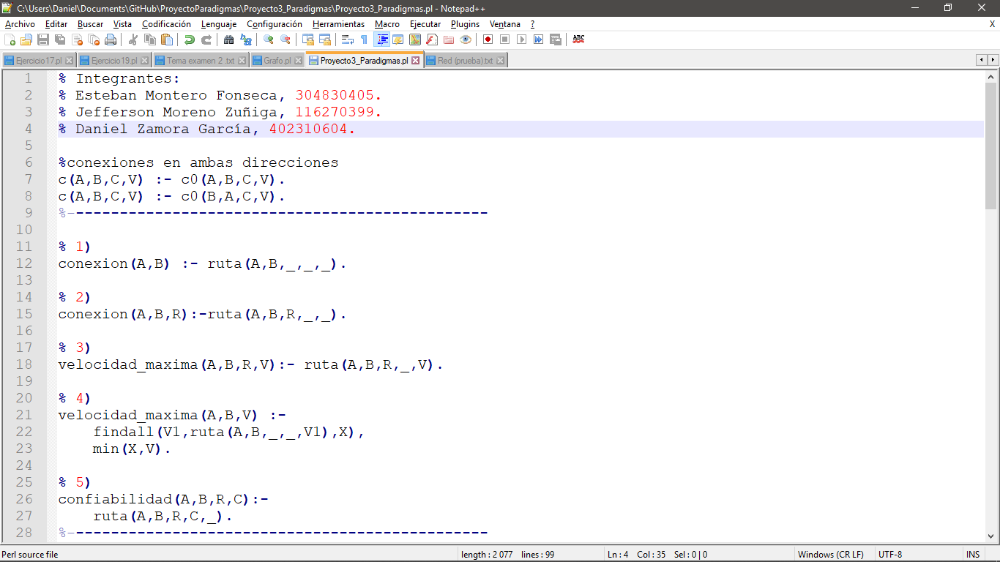 C:\Users\Daniel\Documents\GitHub\ProyectoParadigmas\Proyecto3_Paradigmas\Proyecto3_Paradigmas.pl - Notepad++
Archivo Editar Buscar Vista Codificación Lenguaje Configuración Herramientas Macro Ejecutar Plugins Ventana ? X
ABC
Ejercicio17.pl Ejercicio19.pl Tema examen 2 .txt Grafo.pl Proyecto3_Paradigmas.pl Red (prueba).txt
1 % Integrantes:
2 % Esteban Montero Fonseca, 304830405.
3 % Jefferson Moreno Zuñiga, 116270399.
4 % Daniel Zamora García, 402310604.
5
6 %conexiones en ambas direcciones
7 c(A,B,C,V) :- c0(A,B,C,V).
8 c(A,B,C,V) :- c0(B,A,C,V).
9 %-----------------------------------------------
10
11 % 1)
12 conexion(A,B) :- ruta(A,B,_,_,_).
13
14 % 2)
15 conexion(A,B,R):-ruta(A,B,R,_,_).
16
17 % 3)
18 velocidad_maxima(A,B,R,V):- ruta(A,B,R,_,V).
19
20 % 4)
21 velocidad_maxima(A,B,V) :-
22 findall(V1,ruta(A,B,_,_,V1),X),
23 min(X,V).
24
25 % 5)
26 confiabilidad(A,B,R,C):-
27 ruta(A,B,R,C,_).
28 %-----------------------------------------------
Perl source file length : 2 077 lines : 99 Ln : 4 Col : 35 Sel : 0 | 0 Windows (CR LF) UTF-8 INS